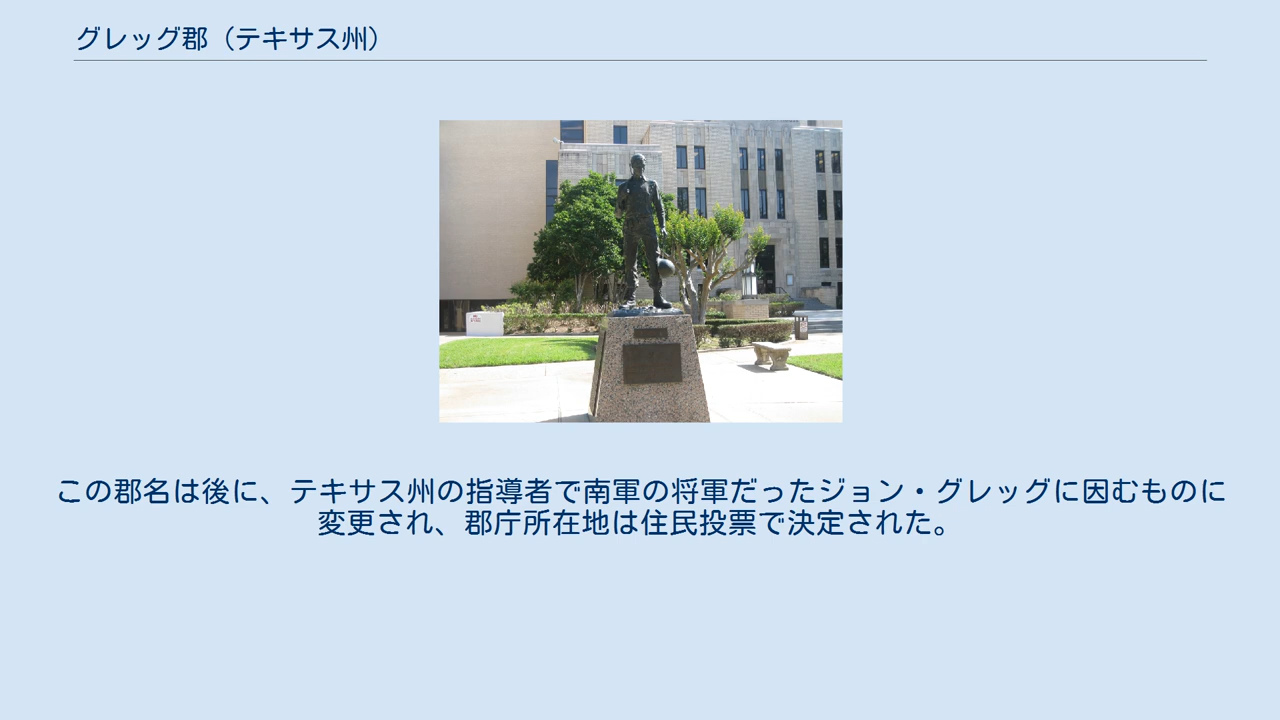 グレッグ郡（テキサス州）
この郡名は後に、テキサス州の指導者で南軍の将軍だったジョン・グレッグに因むものに
変更され、郡庁所在地は住民投票で決定された。